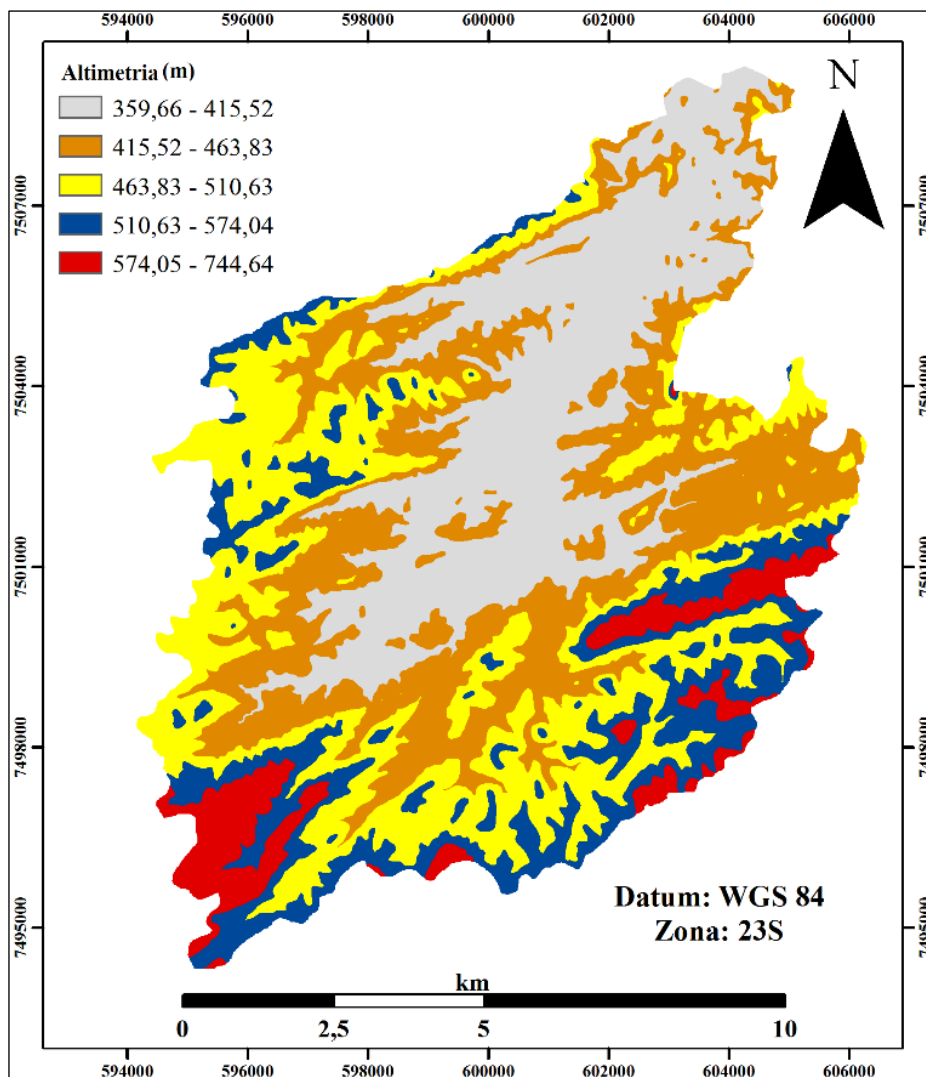 594000 596000 598000 600000 602000 604000 606000
Altimetria (m)
359,66 - 415,52
415,52 - 463,83
463,83 - 510,63
510,63 - 574,04
574,05 - 744,64
N
7507000 7507000
7504000 7504000
7501000 7501000
7498000 7498000
7495000 7495000
Datum: WGS 84
Zona: 23S
km
0 2,5 5 10
594000 596000 598000 600000 602000 604000 606000